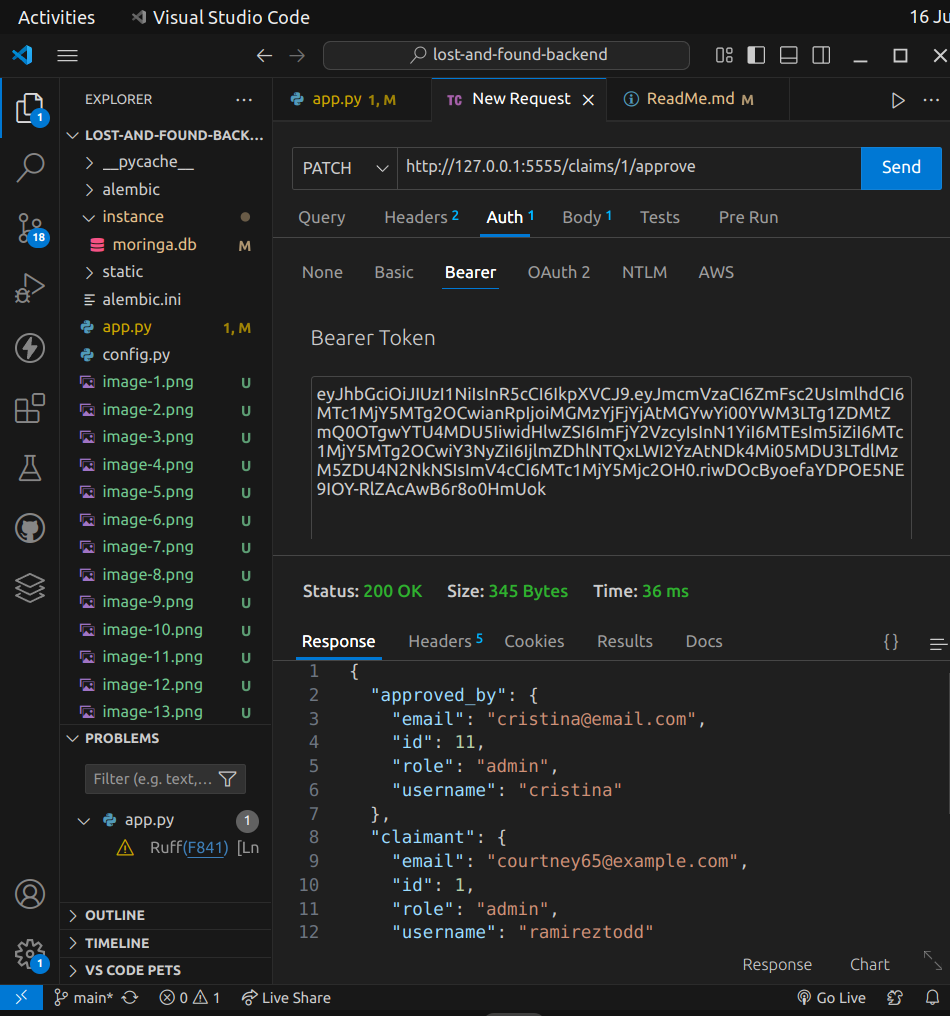 Activities
Visual Studio Code
16 Ju
lost-and-found-backend
EXPLORER
LOST-AND-FOUND-BACK...
__pycache__
alembic
instance
moringa.db M
static
alembic.ini
app.py 1, M
config.py
image-1.png U
image-2.png U
image-3.png U
image-4.png U
image-5.png U
image-6.png U
image-7.png U
image-8.png U
image-9.png U
image-10.png U
image-11.png U
image-12.png U
image-13.png U
PROBLEMS
Filter (e.g. text,...
app.py 1
Ruff(F841) [Ln
OUTLINE
TIMELINE
VS CODE PETS
1
18
1
app.py 1, M
TC New Request
ReadMe.md M
PATCH
http://127.0.0.1:5555/claims/1/approve
Send
Query Headers 2 Auth 1 Body 1 Tests Pre Run
None Basic Bearer OAuth 2 NTLM AWS
Bearer Token
eyJhbGciOiJIUzI1NiIsInR5cCI6IkpXVCJ9.eyJmcmVzaCI6ZmFsc2UsImlhdCI6
MTc1MjY5MTg2OCwianRpIjoiMGMzYjFjYjAtMGYwYi00YWM3LTg1ZDMtZ
mQ0OTgwYTU4MDU5IiwidHlwZSI6ImFjY2VzcyIsInN1YiI6MTEsIm5iZiI6MTc
1MjY5MTg2OCwiY3NyZiI6IjlmZDhlNTQxLWI2YzAtNDk4Mi05MDU3LTdlMz
M5ZDU4N2NkNSIsImV4cCI6MTc1MjY5Mjc2OH0.riwDOcByoefaYDPOE5NE
9IOY-RlZAcAwB6r8o0HmUok
Status: 200 OK Size: 345 Bytes Time: 36 ms
Response Headers 5 Cookies Results Docs
{ }
1 {
2 "approved_by": {
3 "email": "cristina@email.com",
4 "id": 11,
5 "role": "admin",
6 "username": "cristina"
7 },
8 "claimant": {
9 "email": "courtney65@example.com",
10 "id": 1,
11 "role": "admin",
12 "username": "ramireztodd"
Response Chart
main* 0 1 Live Share Go Live